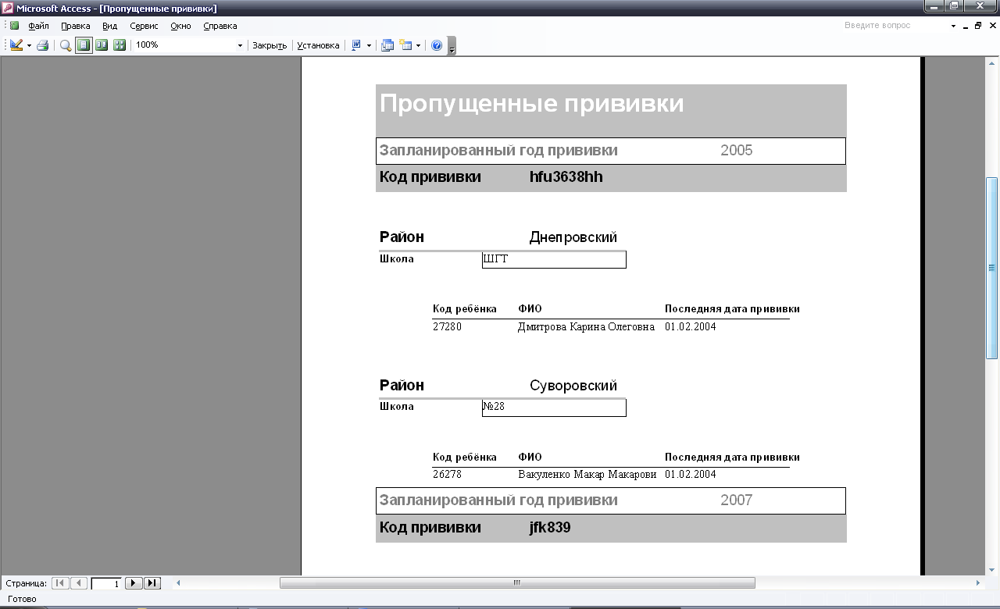 Microsoft Access - [Пропущенные прививки]
Файл Правка Вид Сервис Окно Справка Введите вопрос
100% Закрыть Установка
Пропущенные прививки
Запланированный год прививки 2005
Код прививки hfu3638hh
Район Днепровский
Школа ШГТ
Код ребёнка ФИО Последняя дата прививки
27280 Дмитрова Карина Олеговна 01.02.2004
Район Суворовский
Школа №28
Код ребёнка ФИО Последняя дата прививки
26278 Вакуленко Макар Макарови 01.02.2004
Запланированный год прививки 2007
Код прививки jfk839
Страница: 1
Готово